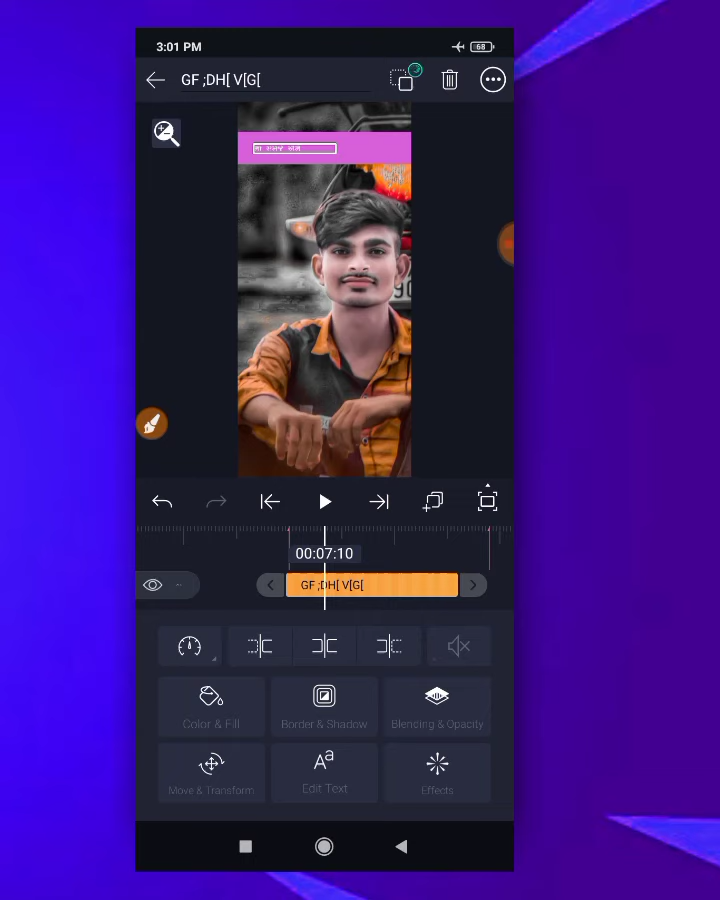 3:01 PM
68
GF ;DH[ V[G[
00:07:10
GF ;DH[ V[G[
Color & Fill
Border & Shadow
Blending & Opacity
Move & Transform
Edit Text
Effects